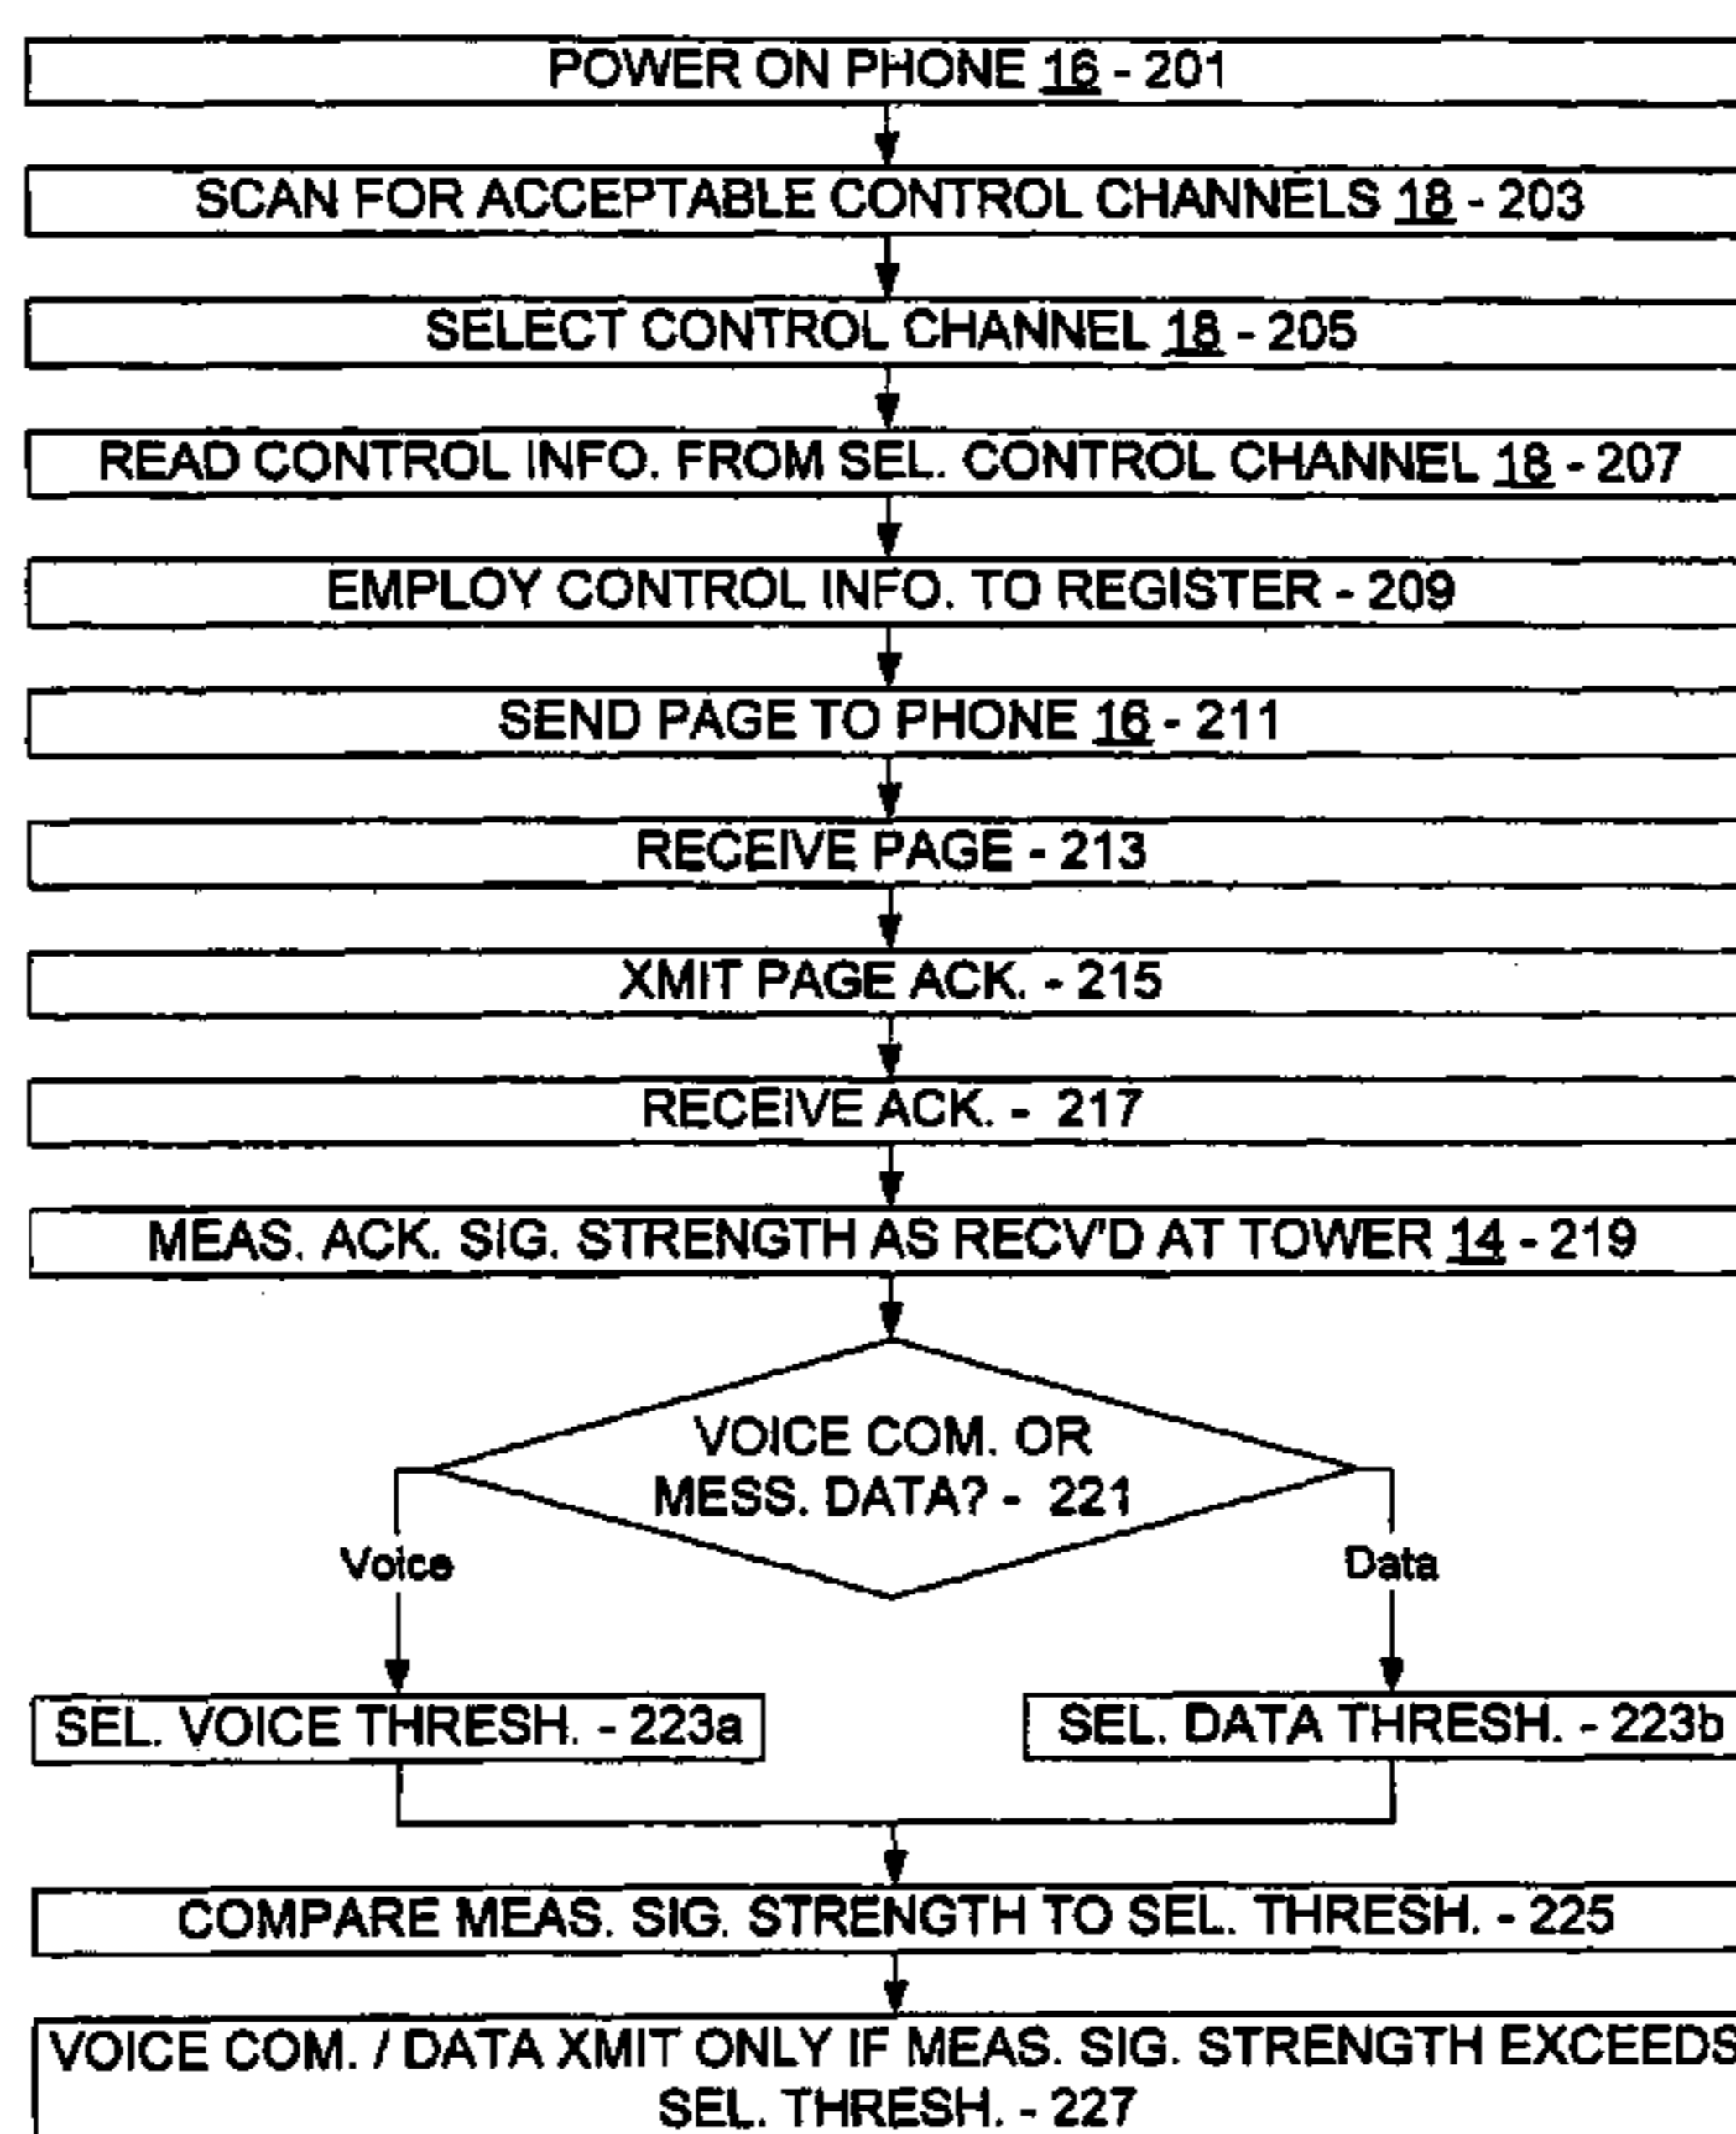 POWER ON PHONE 16 - 201
SCAN FOR ACCEPTABLE CONTROL CHANNELS 18 - 203
SELECT CONTROL CHANNEL 18 - 205
READ CONTROL INFO. FROM SEL. CONTROL CHANNEL 18 - 207
EMPLOY CONTROL INFO. TO REGISTER - 209
SEND PAGE TO PHONE 16 - 211
RECEIVE PAGE - 213
XMIT PAGE ACK. - 215
RECEIVE ACK. - 217
MEAS. ACK. SIG. STRENGTH AS RECV'D AT TOWER 14 - 219
VOICE COM. OR
MESS. DATA? - 221
Voice
Data
SEL. VOICE THRESH. - 223a
SEL. DATA THRESH. - 223b
COMPARE MEAS. SIG. STRENGTH TO SEL. THRESH. - 225
VOICE COM. / DATA XMIT ONLY IF MEAS. SIG. STRENGTH EXCEEDS
SEL. THRESH. - 227